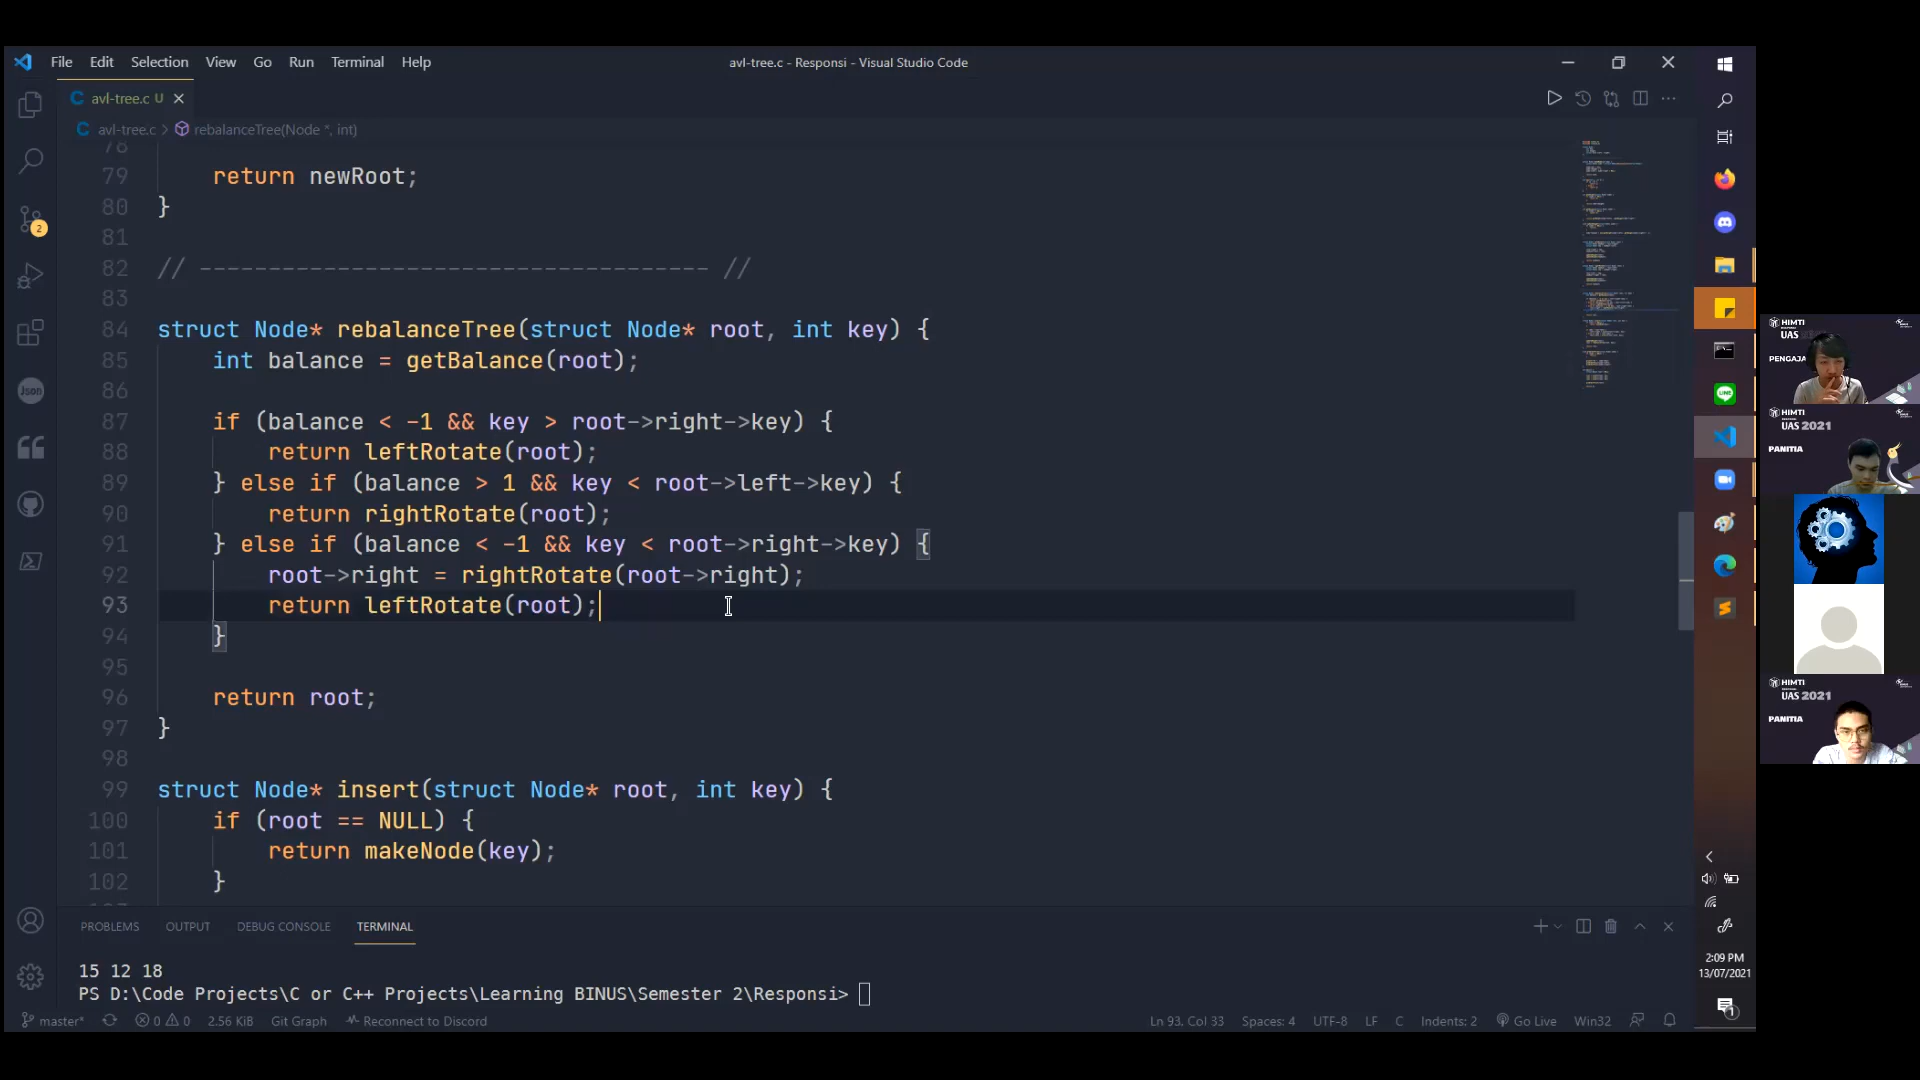 File Edit Selection View Go Run Terminal Help
avl-tree.c - Responsi - Visual Studio Code
avl-tree.c U
avl-tree.c > rebalanceTree(Node *, int)
78
79 return newRoot;
80 }
81
82 // ------------------------------------- //
83
84 struct Node* rebalanceTree(struct Node* root, int key) {
85 int balance = getBalance(root);
86
87 if (balance < -1 && key > root->right->key) {
88 return leftRotate(root);
89 } else if (balance > 1 && key < root->left->key) {
90 return rightRotate(root);
91 } else if (balance < -1 && key < root->right->key) {
92 root->right = rightRotate(root->right);
93 return leftRotate(root);
94 }
95
96 return root;
97 }
98
99 struct Node* insert(struct Node* root, int key) {
100 if (root == NULL) {
101 return makeNode(key);
102 }
PROBLEMS OUTPUT DEBUG CONSOLE TERMINAL
15 12 18
PS D:\Code Projects\C or C++ Projects\Learning BINUS\Semester 2\Responsi>
master* 0 0 2.56 KiB Git Graph Reconnect to Discord
Ln 93, Col 33 Spaces: 4 UTF-8 LF C Indents: 2 Go Live Win32
2
Json
2:09 PM
13/07/2021
1
HIMTI
UAS
PENGAJA
HIMTI
UAS 2021
PANITIA
HIMTI
UAS 2021
PANITIA